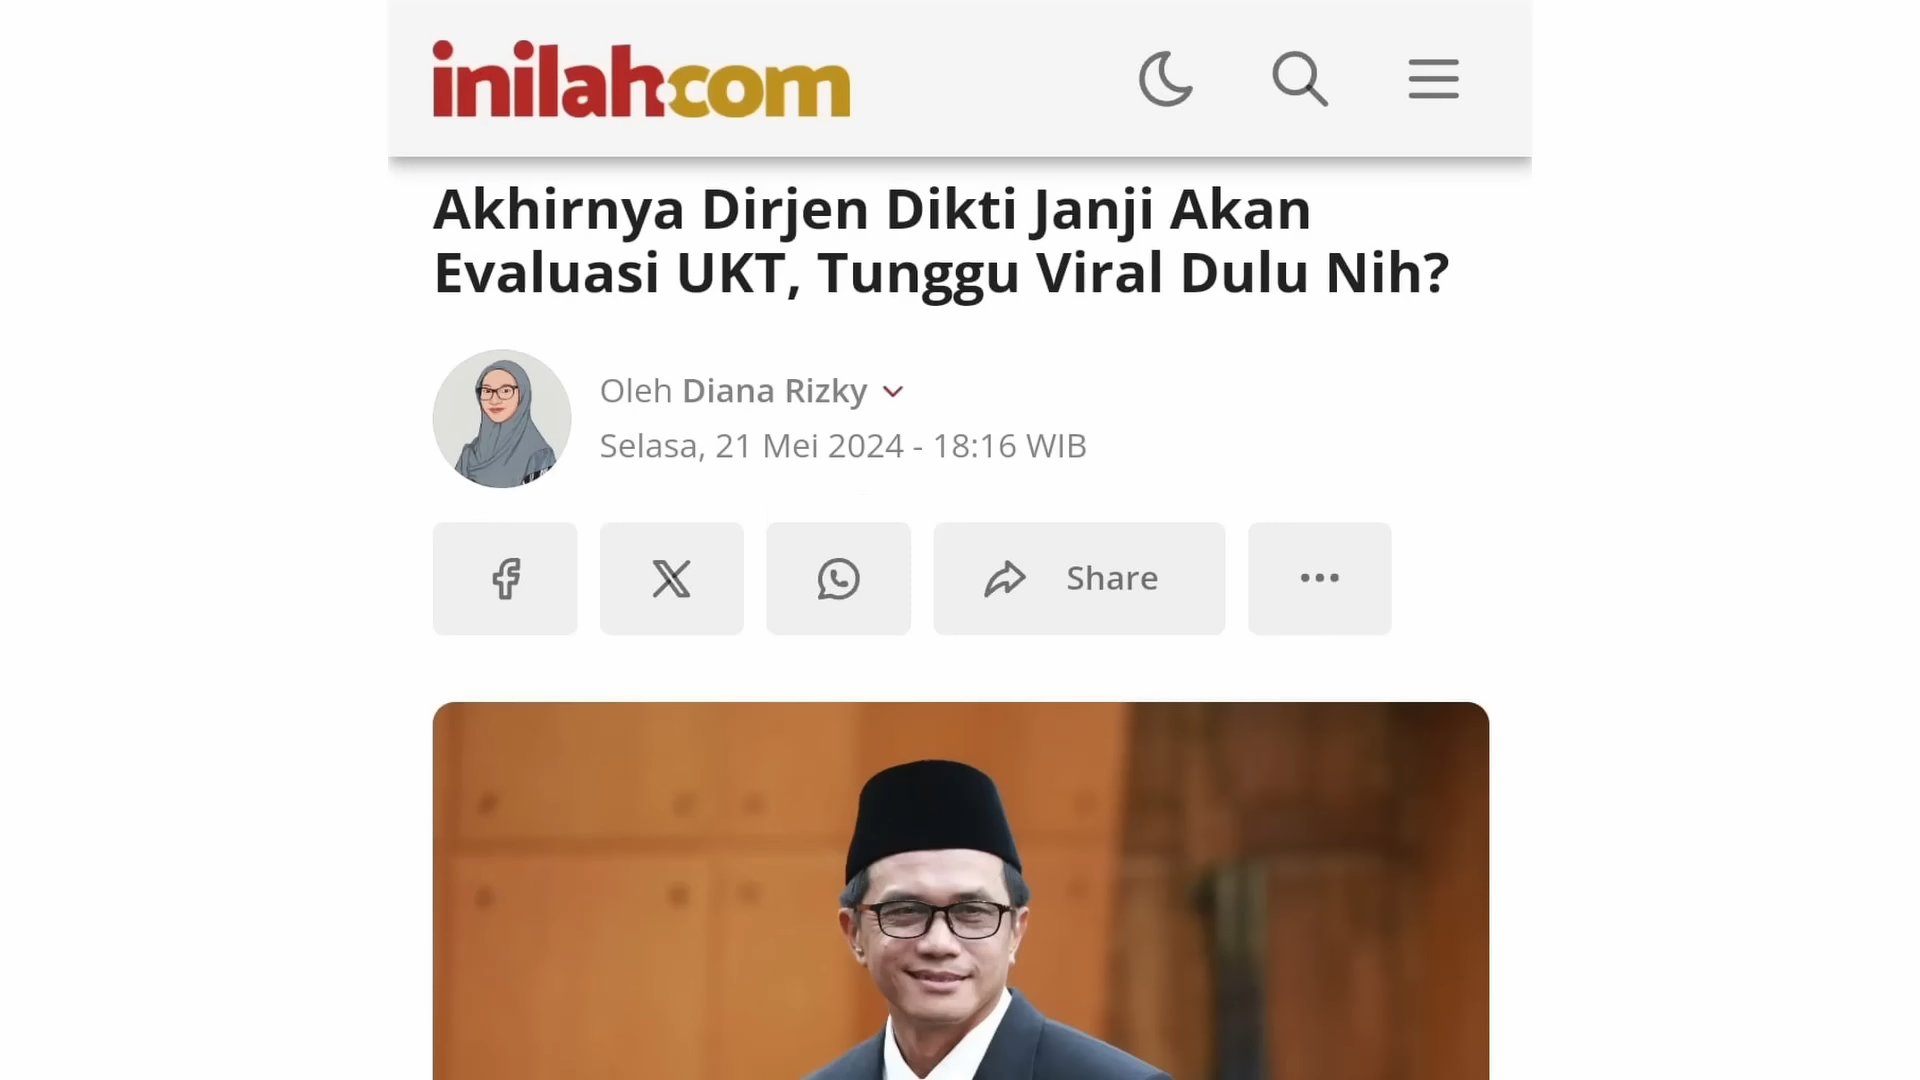 inilah.com
Akhirnya Dirjen Dikti Janji Akan
Evaluasi UKT, Tunggu Viral Dulu Nih?
Oleh Diana Rizky
Selasa, 21 Mei 2024 - 18:16 WIB
Share